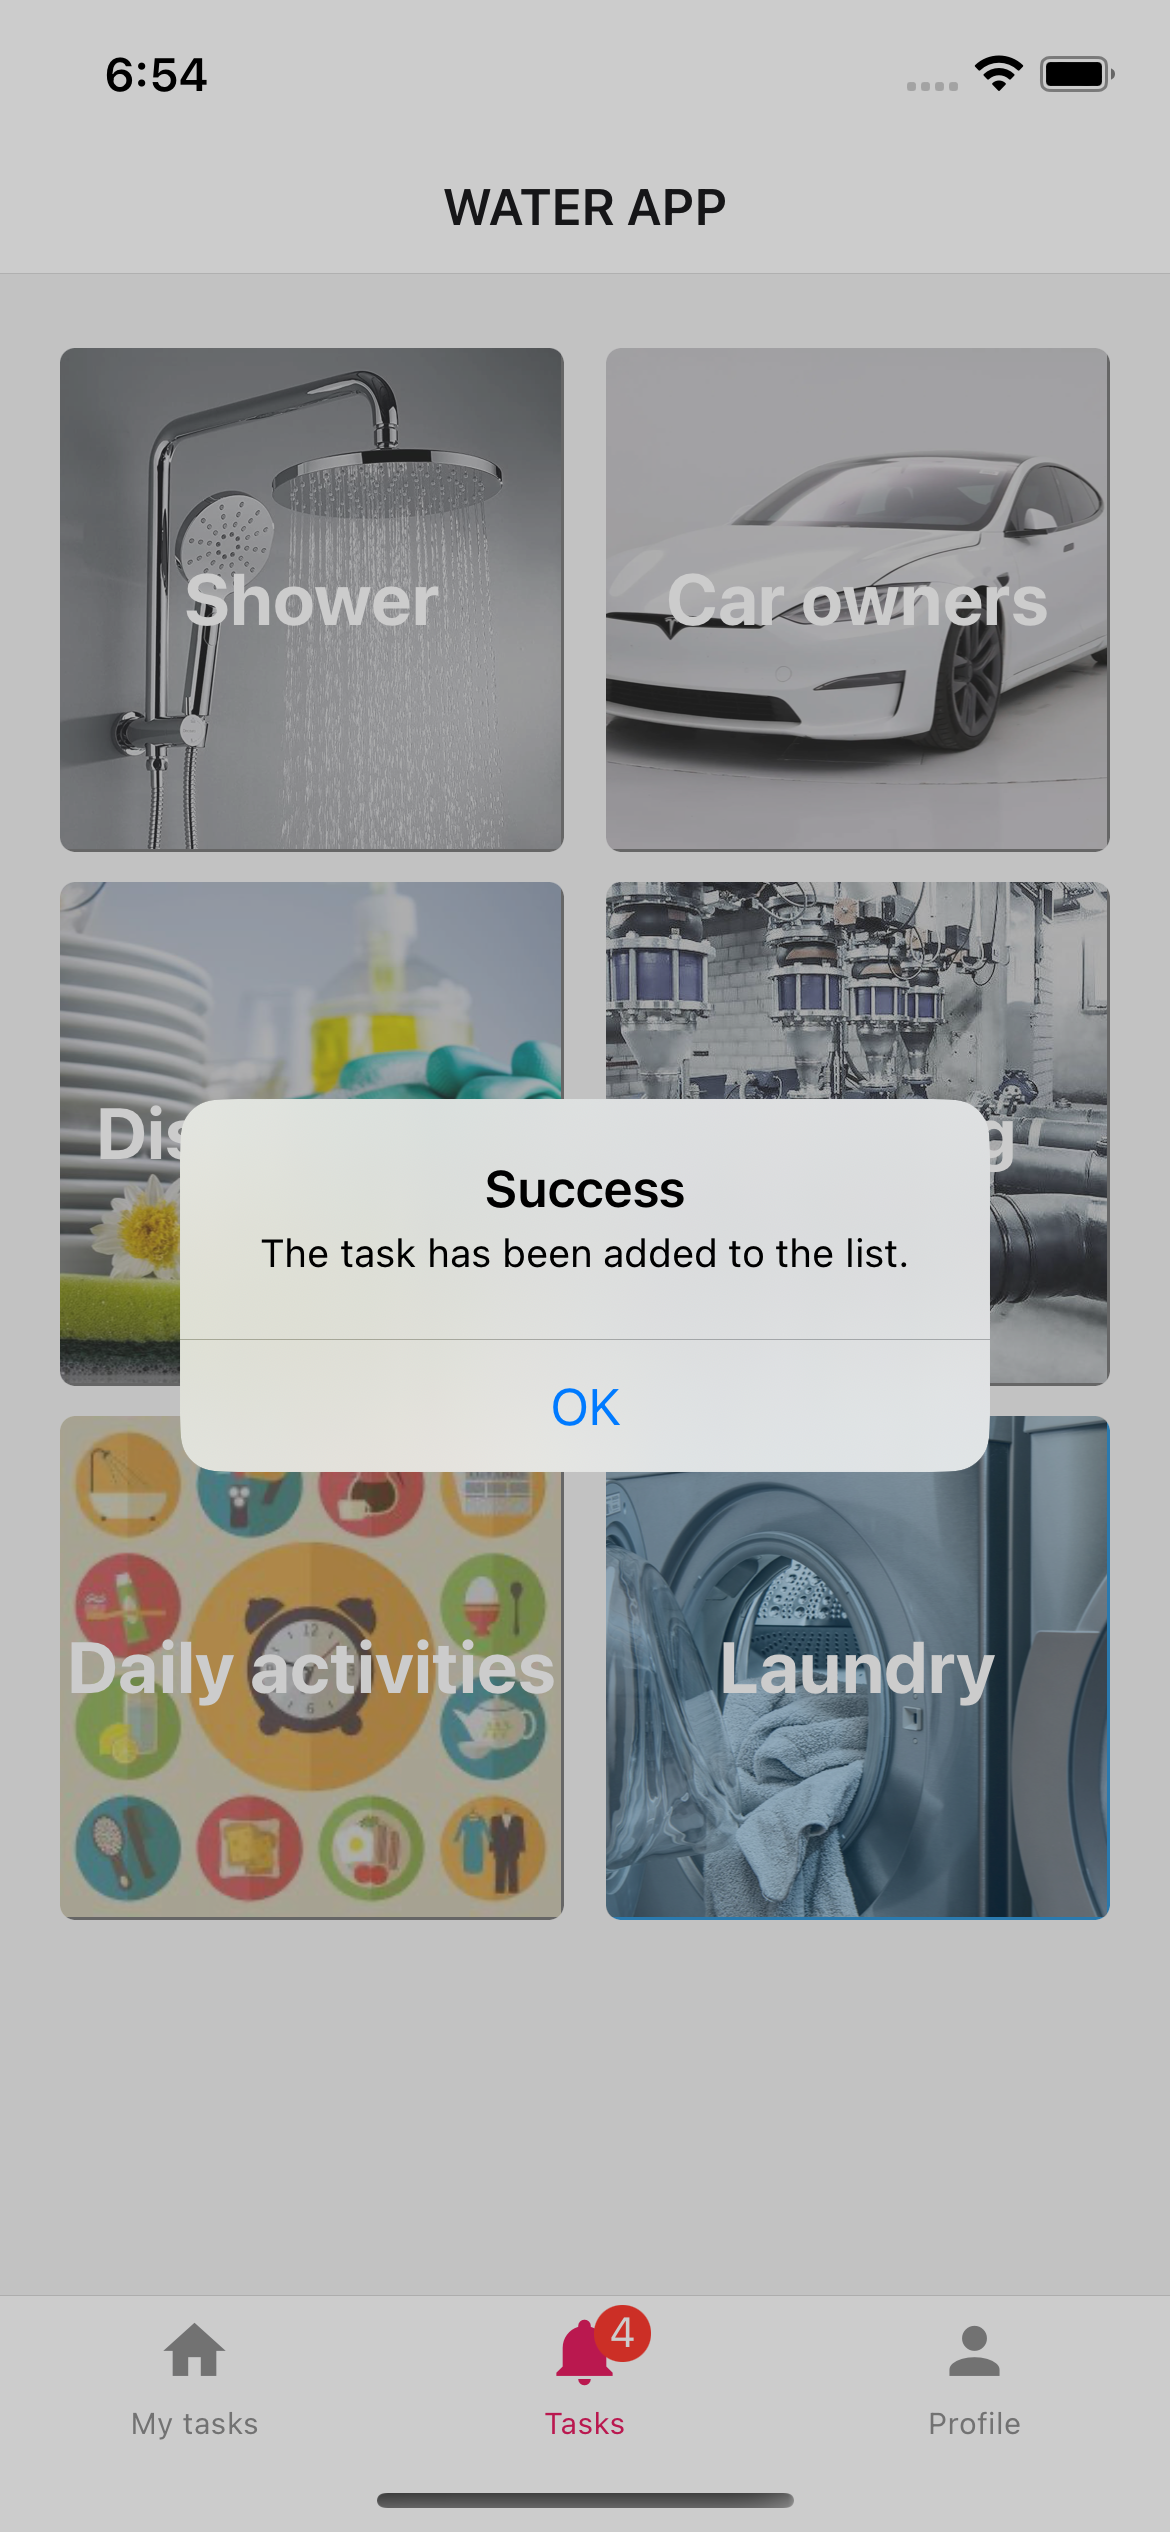 6:54
WATER APP
Shower
Car owners
Success
The task has been added to the list.
OK
Daily activities
Laundry
4
My tasks
Tasks
Profile